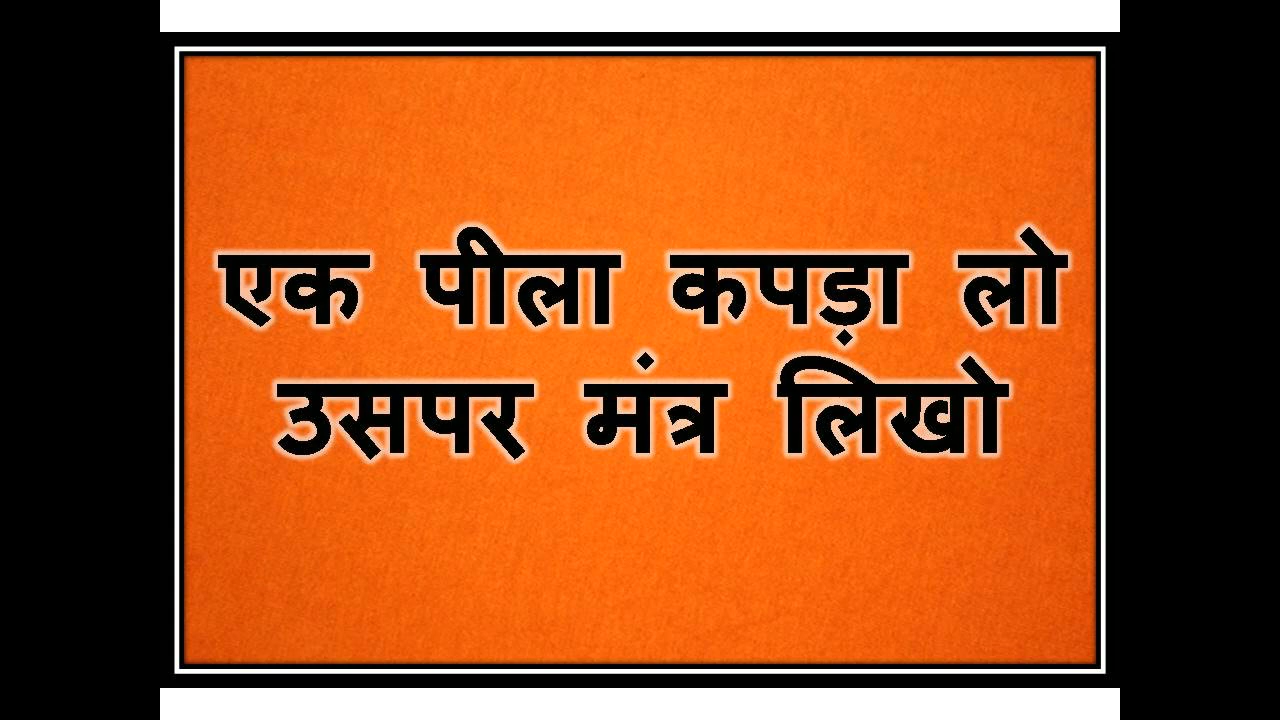 एक पीला कपड़ा लो
उसपर मंत्र लिखो